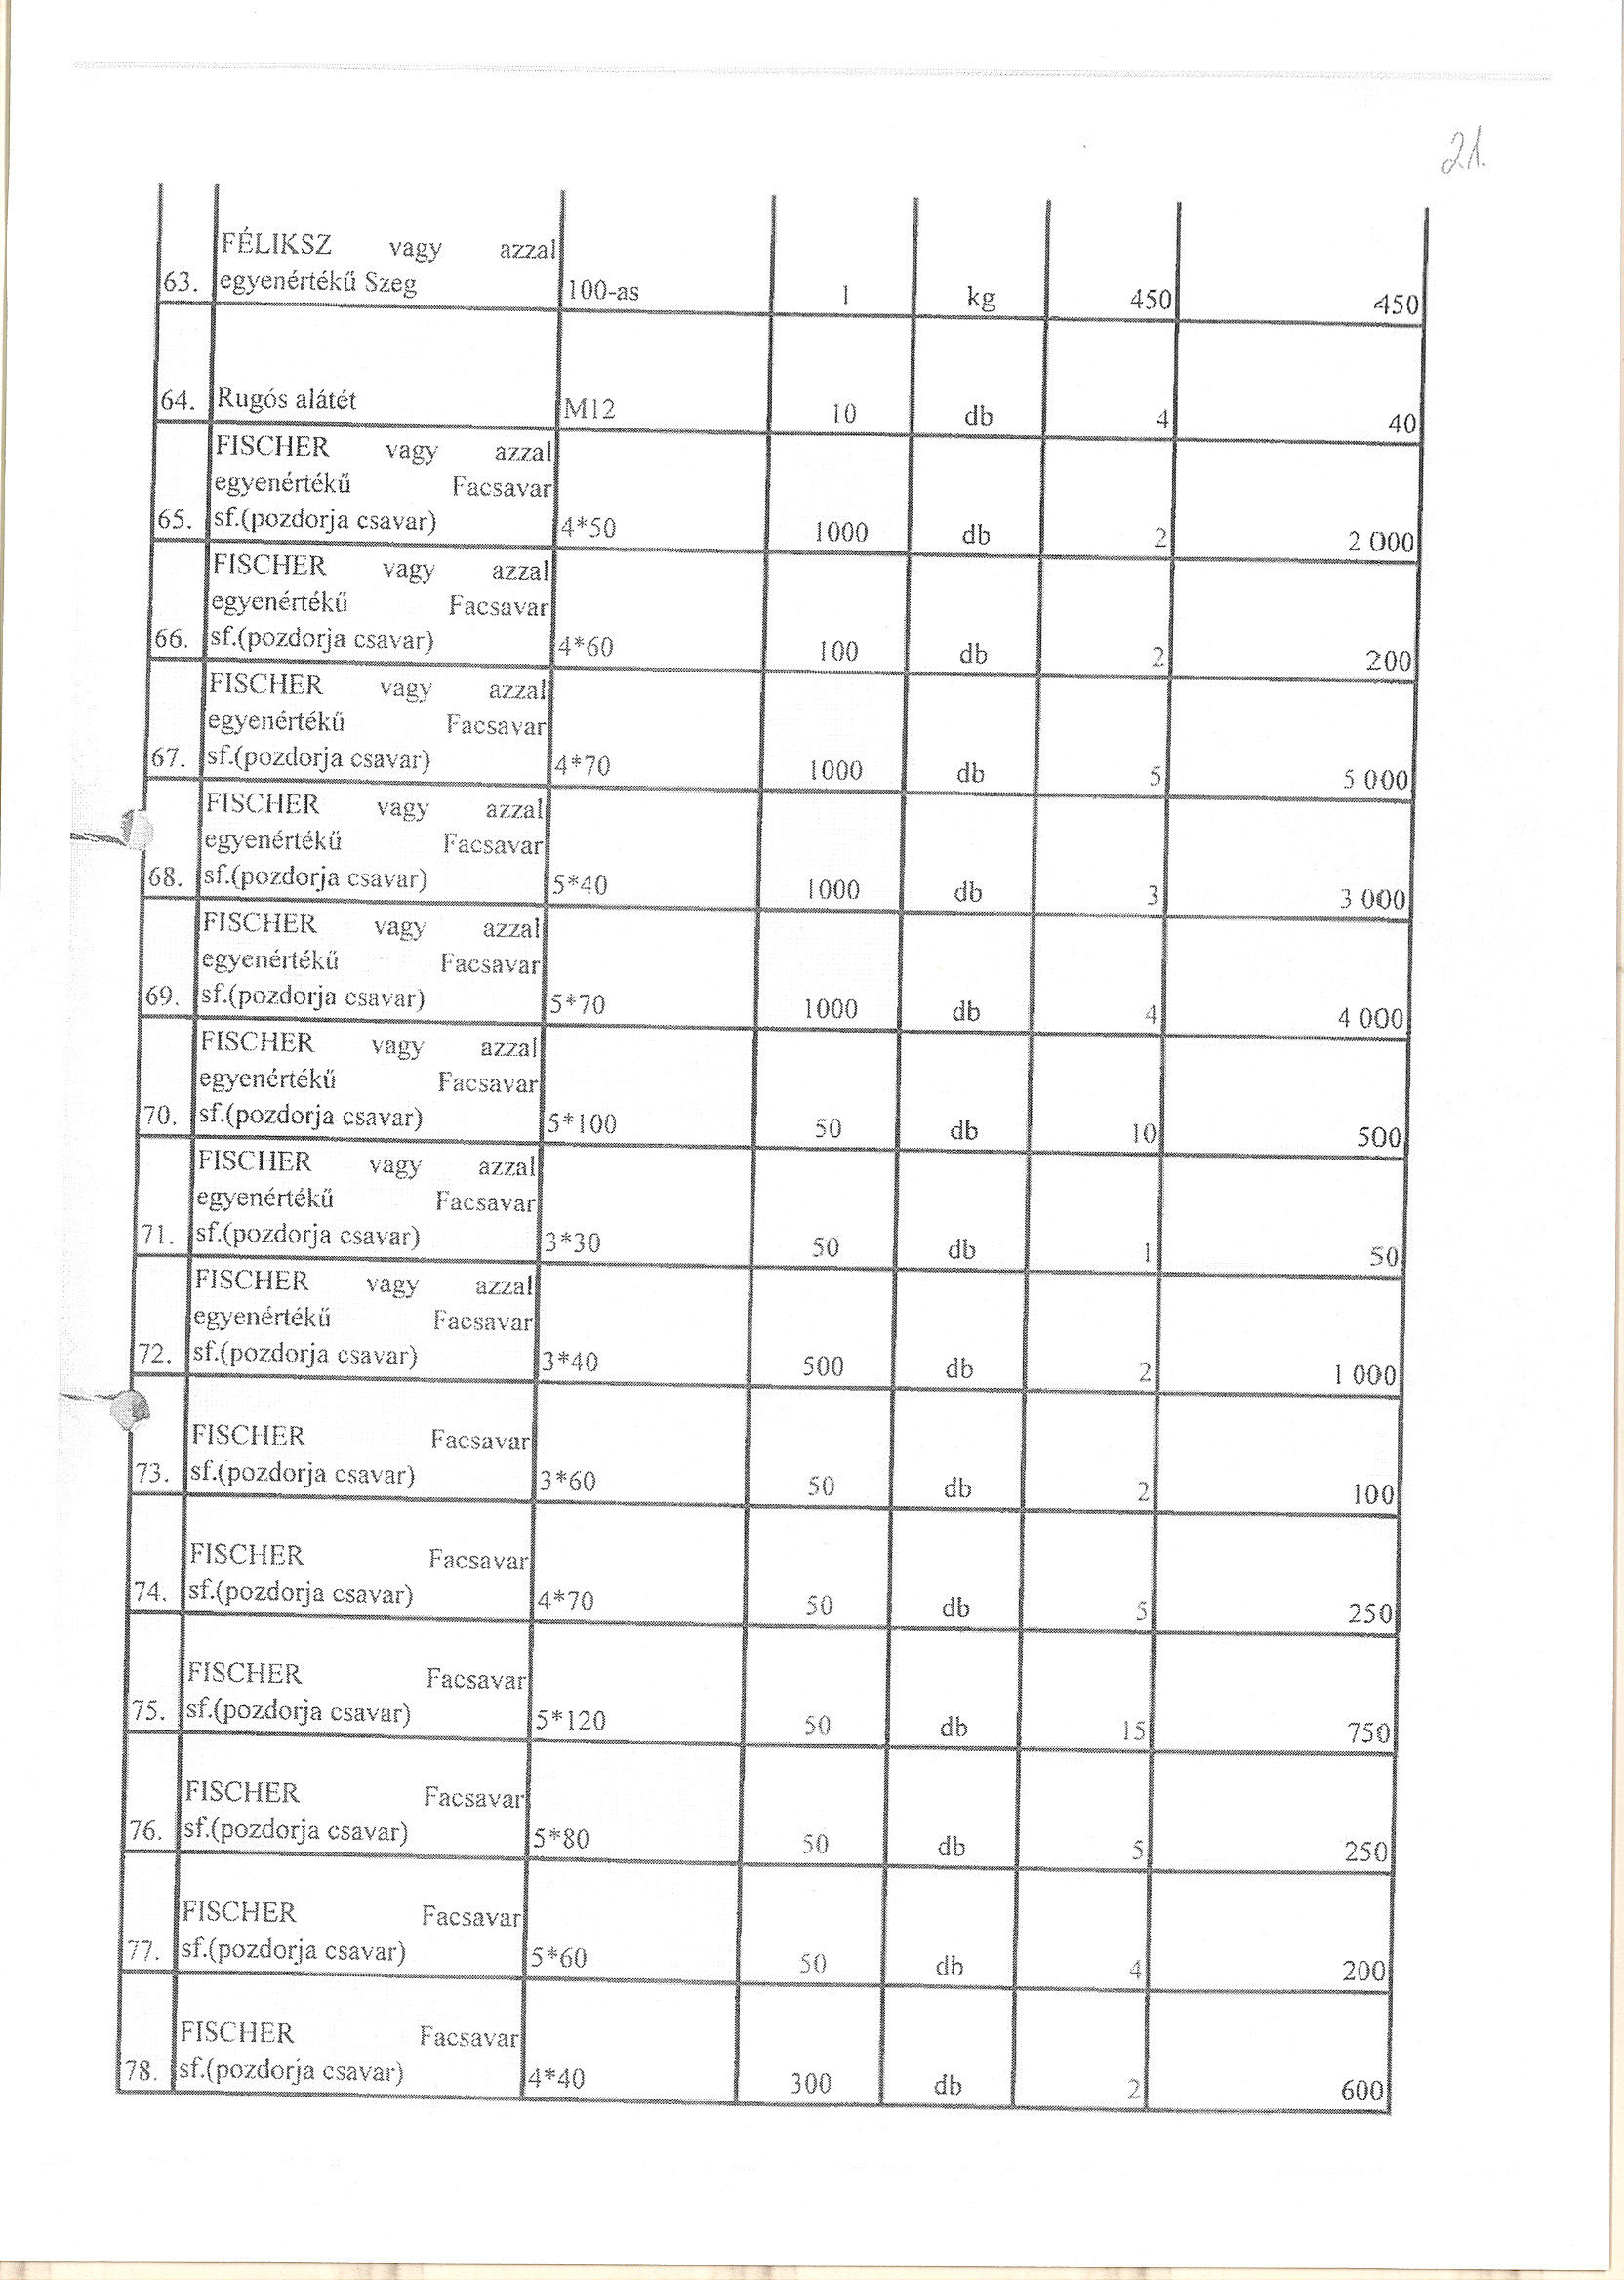 21.
FÉLIKSZ vagy azzal
63. egyenértékű Szeg 100-as 1 kg 450 450
64. Rugós alátét M12 10 db 4 40
FISCHER vagy azzal
egyenértékű Facsavar
65. sf.(pozdorja csavar) 4*50 1000 db 2 2 000
FISCHER vagy azzal
egyenértékű Facsavar
66. sf.(pozdorja csavar) 4*60 100 db 2 200
FISCHER vagy azzal
egyenértékű Facsavar
67. sf.(pozdorja csavar) 4*70 1000 db 5 5 000
FISCHER vagy azzal
egyenértékű Facsavar
68. sf.(pozdorja csavar) 5*40 1000 db 3 3 000
FISCHER vagy azzal
egyenértékű Facsavar
69. sf.(pozdorja csavar) 5*70 1000 db 4 4 000
FISCHER vagy azzal
egyenértékű Facsavar
70. sf.(pozdorja csavar) 5*100 50 db 10 500
FISCHER vagy azzal
egyenértékű Facsavar
71. sf.(pozdorja csavar) 3*30 50 db 1 50
FISCHER vagy azzal
egyenértékű Facsavar
72. sf.(pozdorja csavar) 3*40 500 db 2 1 000
FISCHER Facsavar
73. sf.(pozdorja csavar) 3*60 50 db 2 100
FISCHER Facsavar
74. sf.(pozdorja csavar) 4*70 50 db 5 250
FISCHER Facsavar
75. sf.(pozdorja csavar) 5*120 50 db 15 750
FISCHER Facsavar
76. sf.(pozdorja csavar) 5*80 50 db 5 250
FISCHER Facsavar
77. sf.(pozdorja csavar) 5*60 50 db 4 200
FISCHER Facsavar
78. sf.(pozdorja csavar) 4*40 300 db 2 600